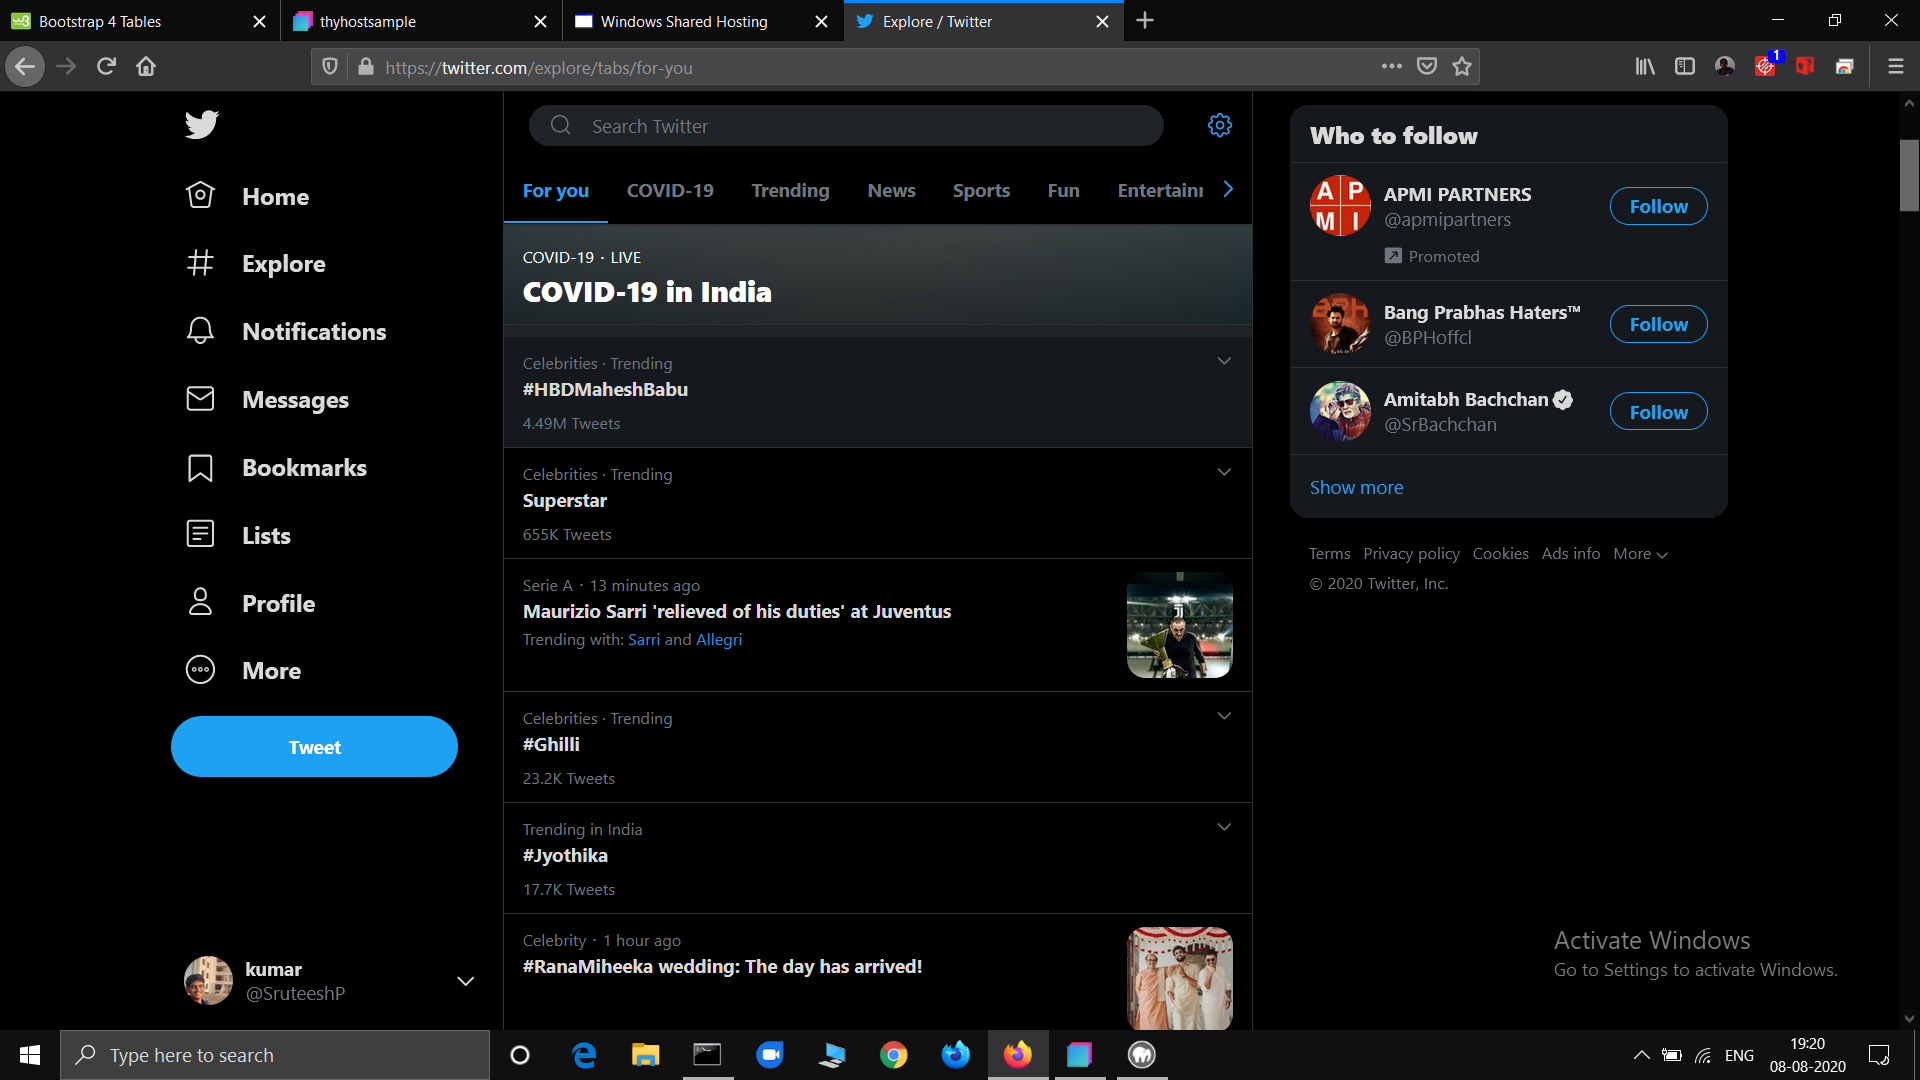 Bootstrap 4 Tables
thyhostsample
Windows Shared Hosting
Explore / Twitter
https://twitter.com/explore/tabs/for-you
1
Home
Explore
Notifications
Messages
Bookmarks
Lists
Profile
More
Tweet
kumar
@SruteeshP
Search Twitter
For you
COVID-19
Trending
News
Sports
Fun
Entertainr
COVID-19 · LIVE
COVID-19 in India
Celebrities · Trending
#HBDMaheshBabu
4.49M Tweets
Celebrities · Trending
Superstar
655K Tweets
Serie A · 13 minutes ago
Maurizio Sarri 'relieved of his duties' at Juventus
Trending with: Sarri and Allegri
Celebrities · Trending
#Ghilli
23.2K Tweets
Trending in India
#Jyothika
17.7K Tweets
Celebrity · 1 hour ago
#RanaMiheeka wedding: The day has arrived!
Who to follow
A P
M I
APMI PARTNERS
@apmipartners
Follow
Promoted
Bang Prabhas Haters™
@BPHoffcl
Follow
Amitabh Bachchan
@SrBachchan
Follow
Show more
Terms Privacy policy Cookies Ads info More
© 2020 Twitter, Inc.
Activate Windows
Go to Settings to activate Windows.
Type here to search
ENG
19:20
08-08-2020